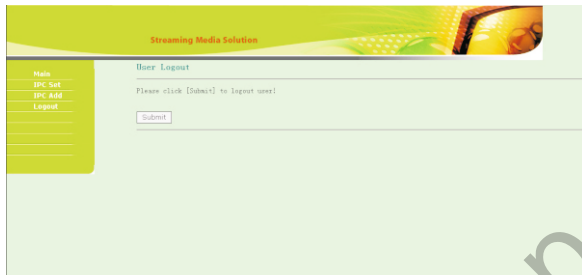 Streaming Media Solution
Main
IPC Set
IPC Add
Logout
User Logout
Please click [Submit] to logout user!
Submit